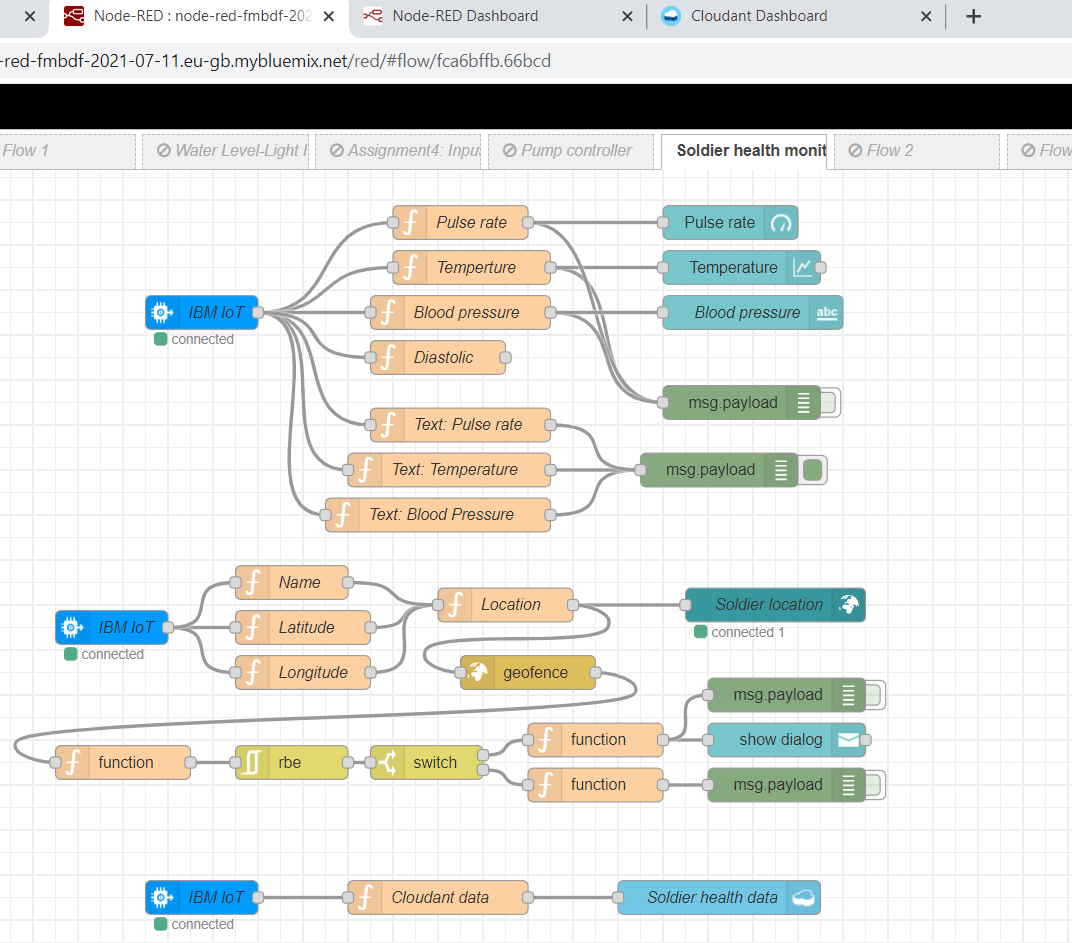 Node-RED : node-red-fmbdf-202
Node-RED Dashboard
Cloudant Dashboard
-red-fmbdf-2021-07-11.eu-gb.mybluemix.net/red/#flow/fca6bffb.66bcd
Flow 1
Water Level-Light I
Assignment4: Inpu
Pump controller
Soldier health monit
Flow 2
Flow
Pulse rate
Pulse rate
Temperture
Temperature
IBM IoT
Blood pressure
Blood pressure
abc
connected
Diastolic
msg.payload
Text: Pulse rate
Text: Temperature
msg.payload
Text: Blood Pressure
Name
Location
Soldier location
IBM IoT
Latitude
connected 1
connected
Longitude
geofence
msg.payload
function
show dialog
function
rbe
switch
function
msg.payload
IBM IoT
Cloudant data
Soldier health data
connected